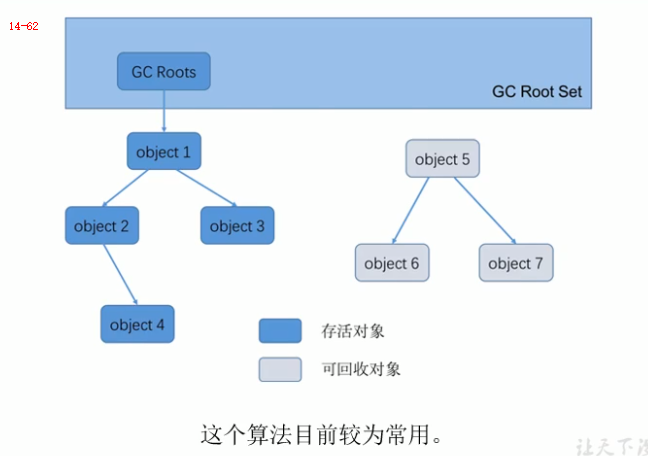 14-62
GC Roots
GC Root Set
object 1
object 5
object 2
object 3
object 6
object 7
object 4
存活对象
可回收对象
这个算法目前较为常用。
让天下没